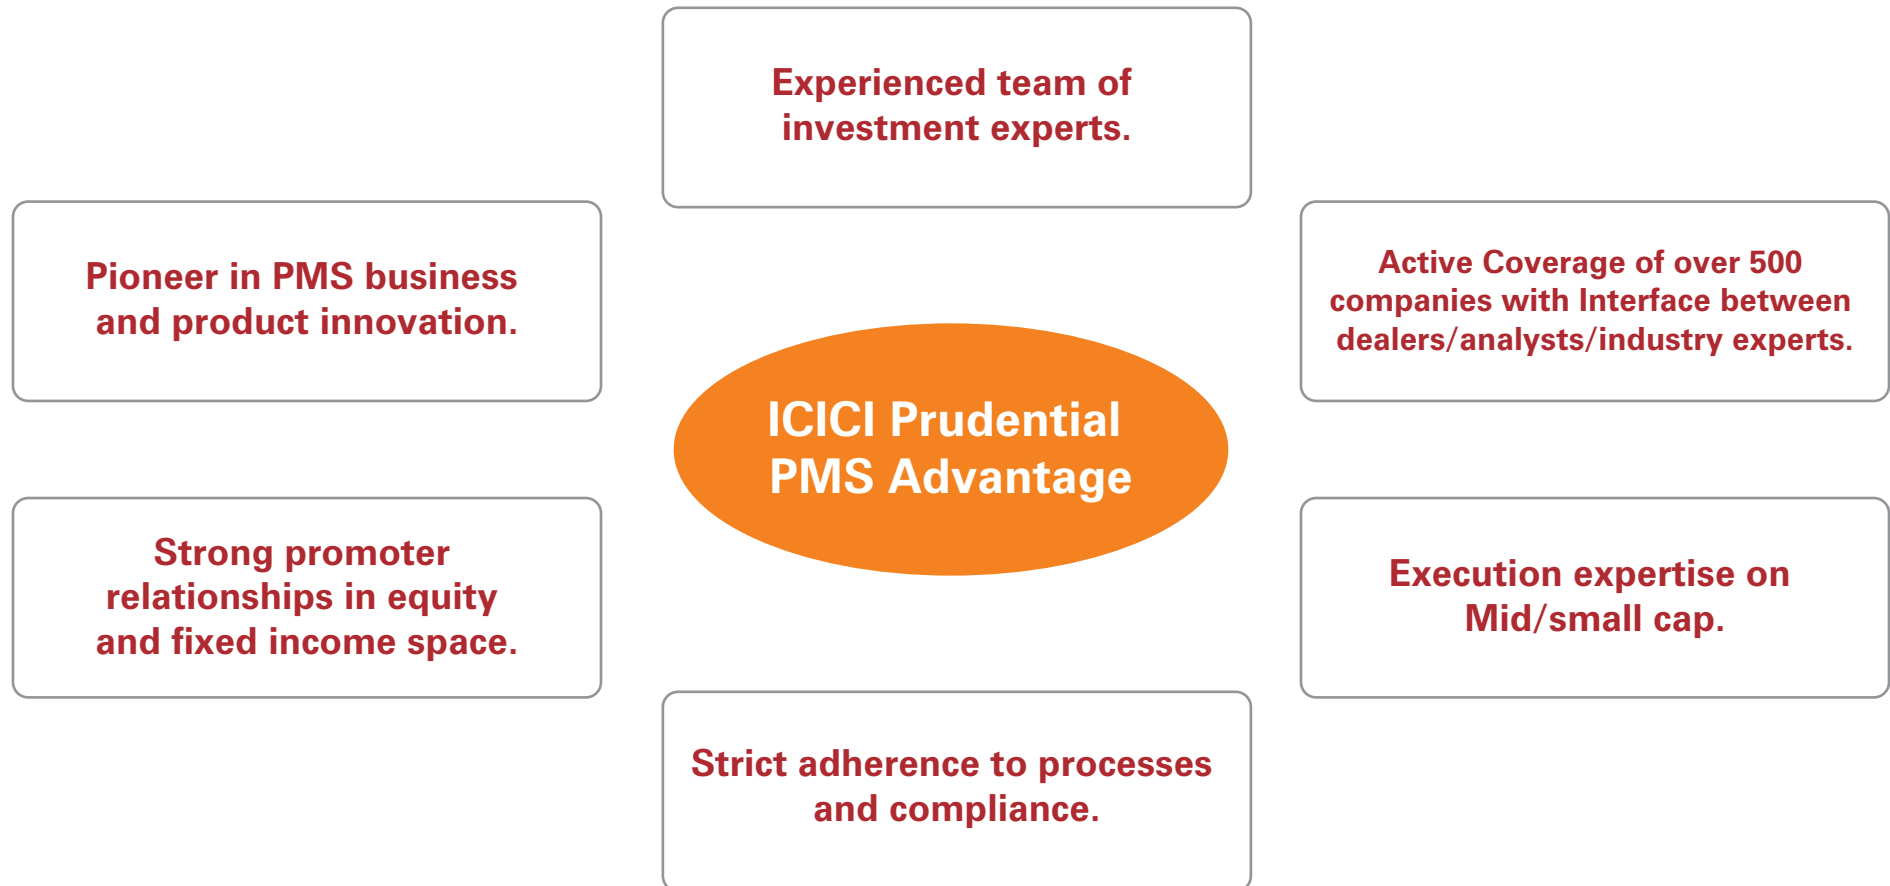 Experienced team of
investment experts.
Pioneer in PMS business
and product innovation.
Active Coverage of over 500
companies with Interface between
dealers/analysts/industry experts.
ICICI Prudential
PMS Advantage
Strong promoter
relationships in equity
and fixed income space.
Execution expertise on
Mid/small cap.
Strict adherence to processes
and compliance.